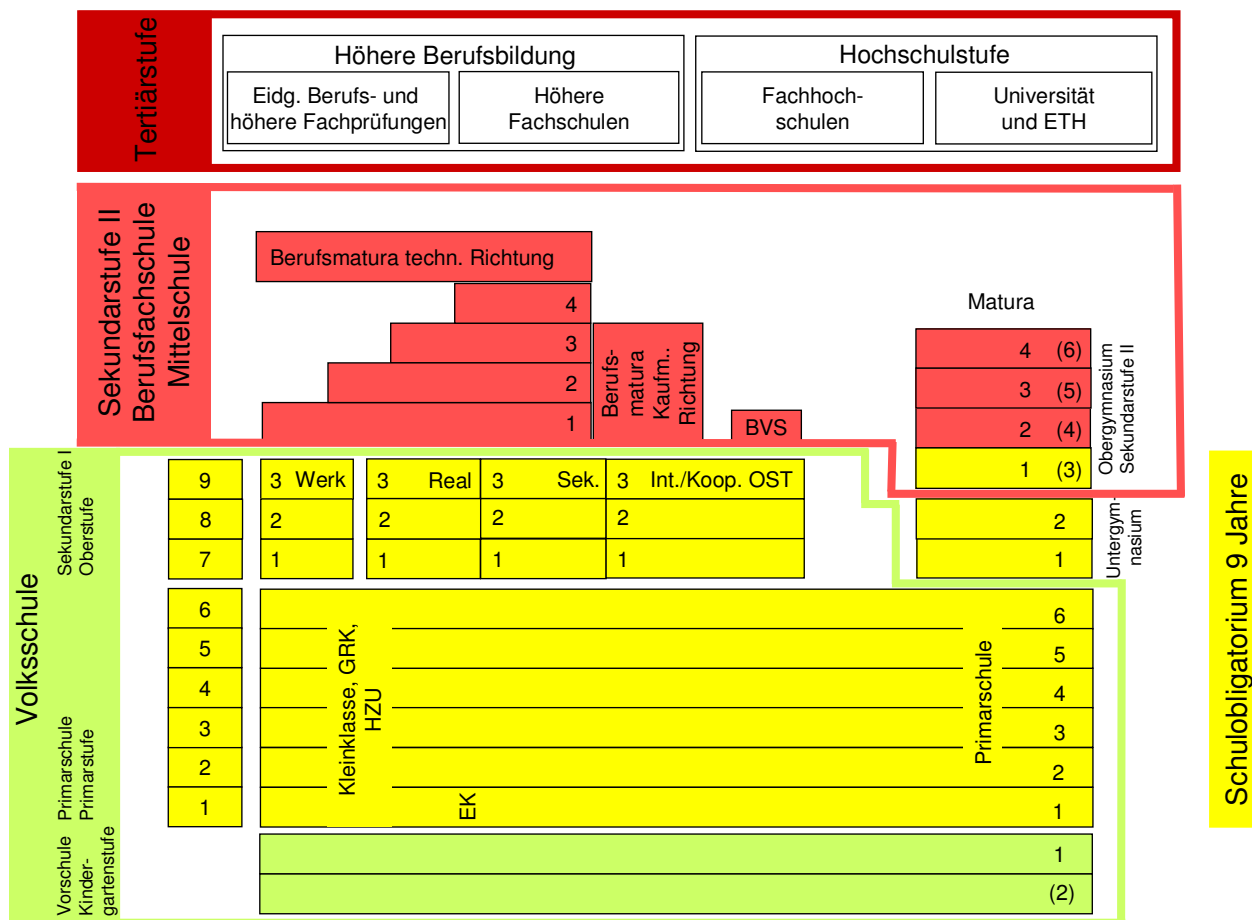 Tertiärstufe
Höhere Berufsbildung
Eidg. Berufs- und
höhere Fachprüfungen
Höhere
Fachschulen
Hochschulstufe
Fachhoch-
schulen
Universität
und ETH
Sekundarstufe II
Berufsfachschule
Mittelschule
Berufsmatura techn. Richtung
4
3
2
1
Berufs-
matura
Kaufm..
Richtung
BVS
Matura
4 (6)
3 (5)
2 (4)
1 (3)
Obergymnasium
Sekundarstufe II
2
1
Untergym-
nasium
Volksschule
Sekundarstufe I
Oberstufe
9
8
7
3 Werk
2
1
3 Real
2
1
3 Sek.
2
1
3 Int./Koop. OST
2
1
Primarschule
Primarstufe
6
5
4
3
2
1
Kleinklasse, GRK,
HZU
EK
Primarschule
6
5
4
3
2
1
Vorschule
Kinder-
gartenstufe
1
(2)
Schulobligatorium 9 Jahre